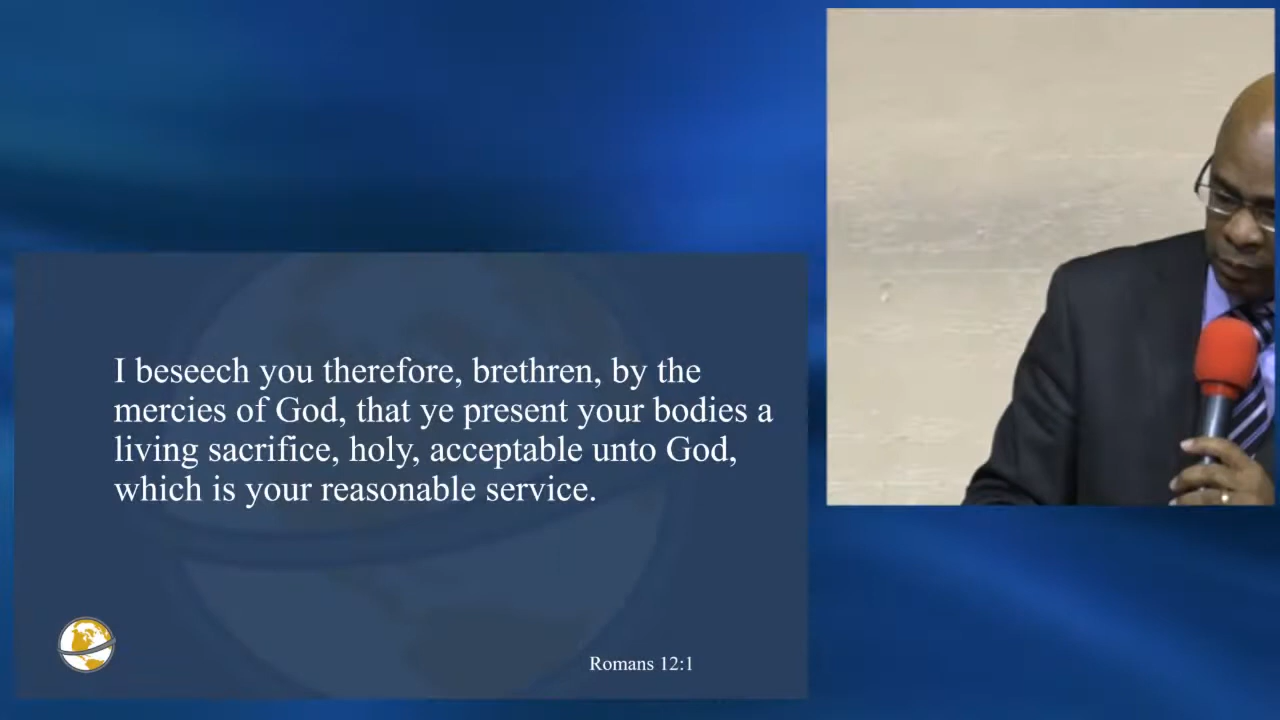 I beseech you therefore, brethren, by the
mercies of God, that ye present your bodies a
living sacrifice, holy, acceptable unto God,
which is your reasonable service.
Romans 12:1